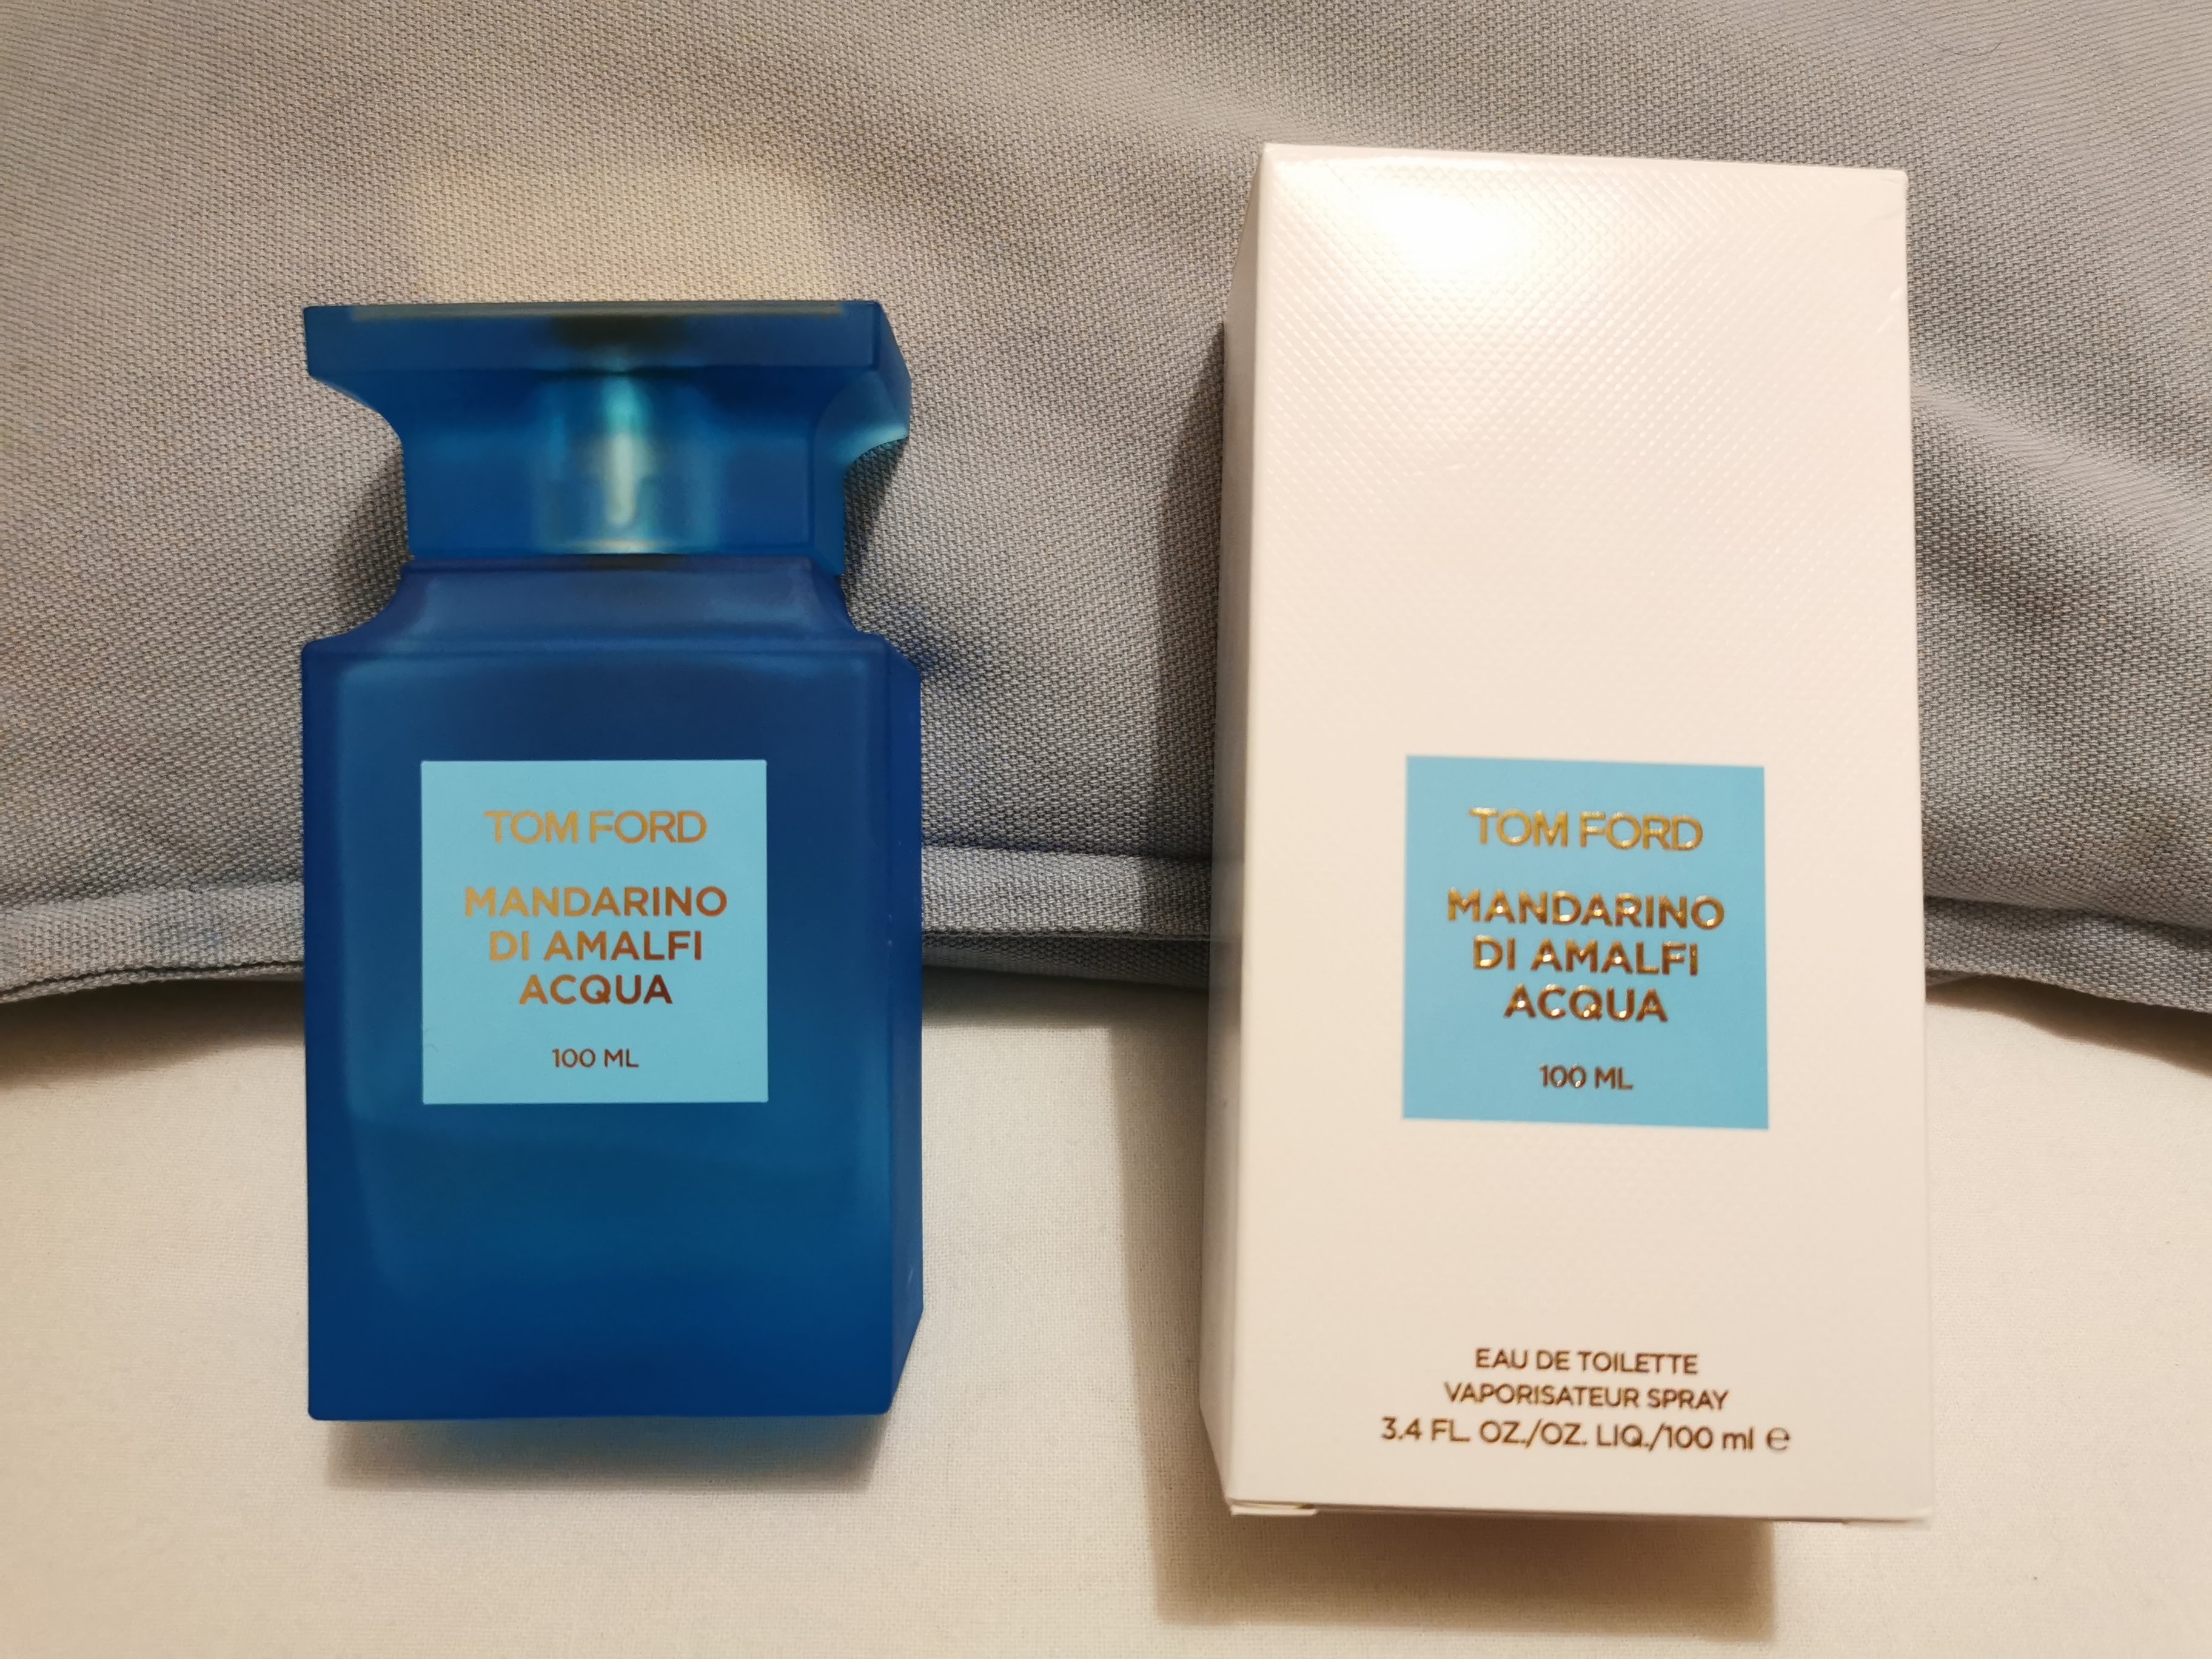 TOM FORD
MANDARINO
DI AMALFI
ACQUA
100 ML
TOM FORD
MANDARINO
DI AMALFI
ACQUA
100 ML
EAU DE TOILETTE
VAPORISATEUR SPRAY
3.4 FL. OZ./OZ. LIQ./100 ml ℮